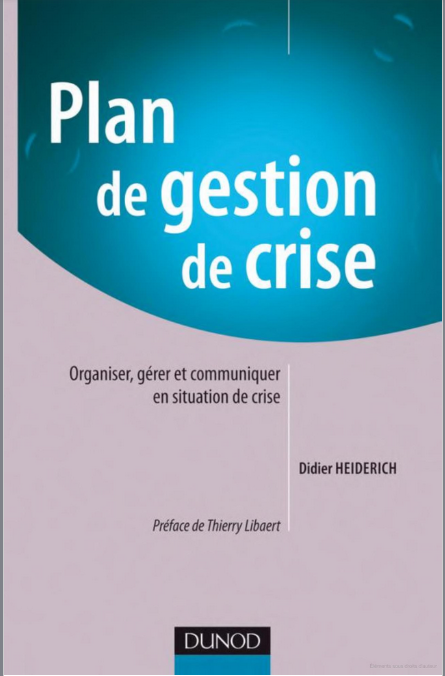 Plan
de gestion
de crise
Organiser, gérer et communiquer
en situation de crise
Didier HEIDERICH
Préface de Thierry Libaert
DUNOD